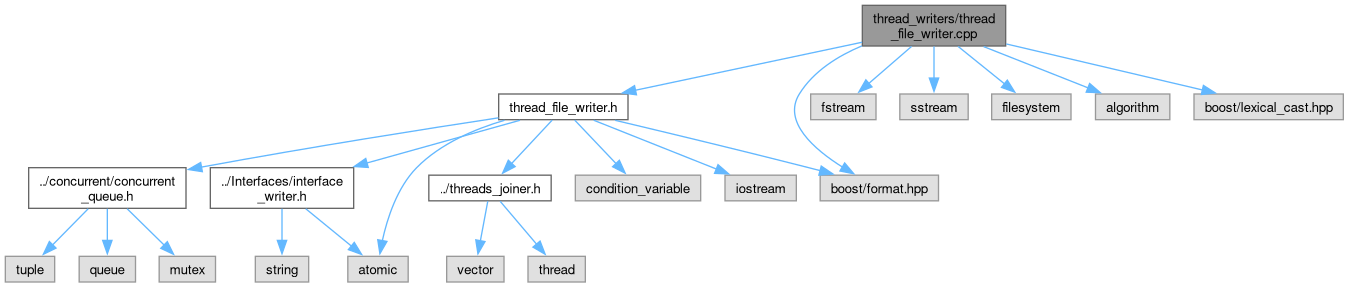 thread_writers/thread
_file_writer.cpp
thread_file_writer.h
fstream
sstream
filesystem
algorithm
boost/lexical_cast.hpp
../concurrent/concurrent
_queue.h
../Interfaces/interface
_writer.h
../threads_joiner.h
condition_variable
iostream
boost/format.hpp
tuple
queue
mutex
string
atomic
vector
thread